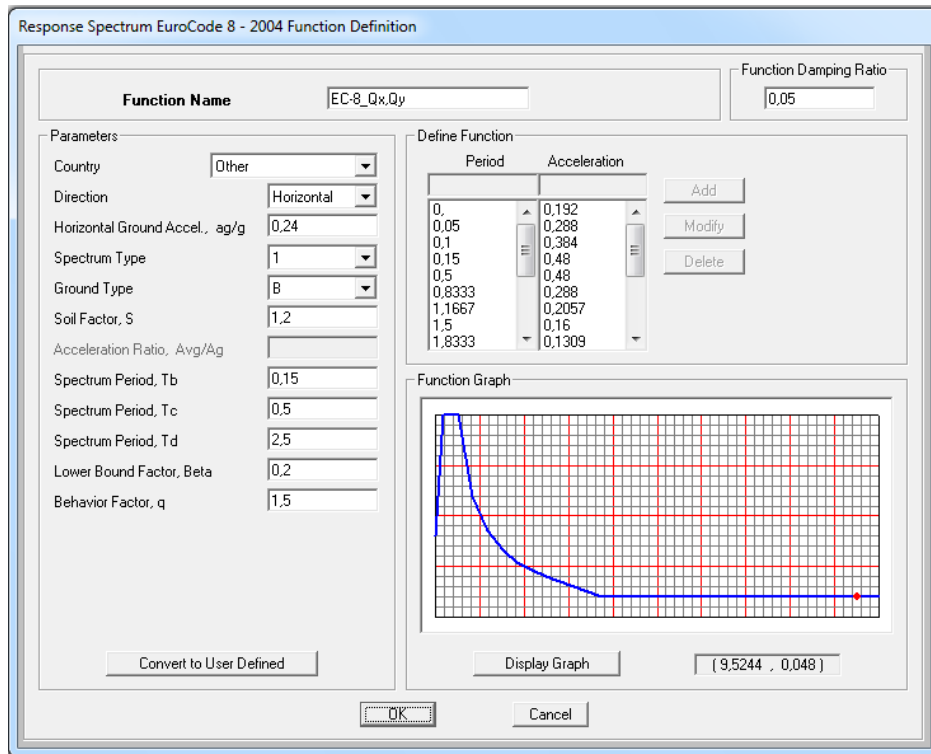 Response Spectrum EuroCode 8 - 2004 Function Definition
Function Damping Ratio
Function Name EC-8_Qx,Qy 0,05
Parameters
Country Other
Direction Horizontal
Horizontal Ground Accel., ag/g 0,24
Spectrum Type 1
Ground Type B
Soil Factor, S 1,2
Acceleration Ratio, Avg/Ag
Spectrum Period, Tb 0,15
Spectrum Period, Tc 0,5
Spectrum Period, Td 2,5
Lower Bound Factor, Beta 0,2
Behavior Factor, q 1,5
Convert to User Defined
Define Function
Period Acceleration
0, 0,192
0,05 0,288
0,1 0,384
0,15 0,48
0,5 0,48
0,8333 0,288
1,1667 0,2057
1,5 0,16
1,8333 0,1309
Add
Modify
Delete
Function Graph
Display Graph (9,5244 , 0,048)
OK Cancel